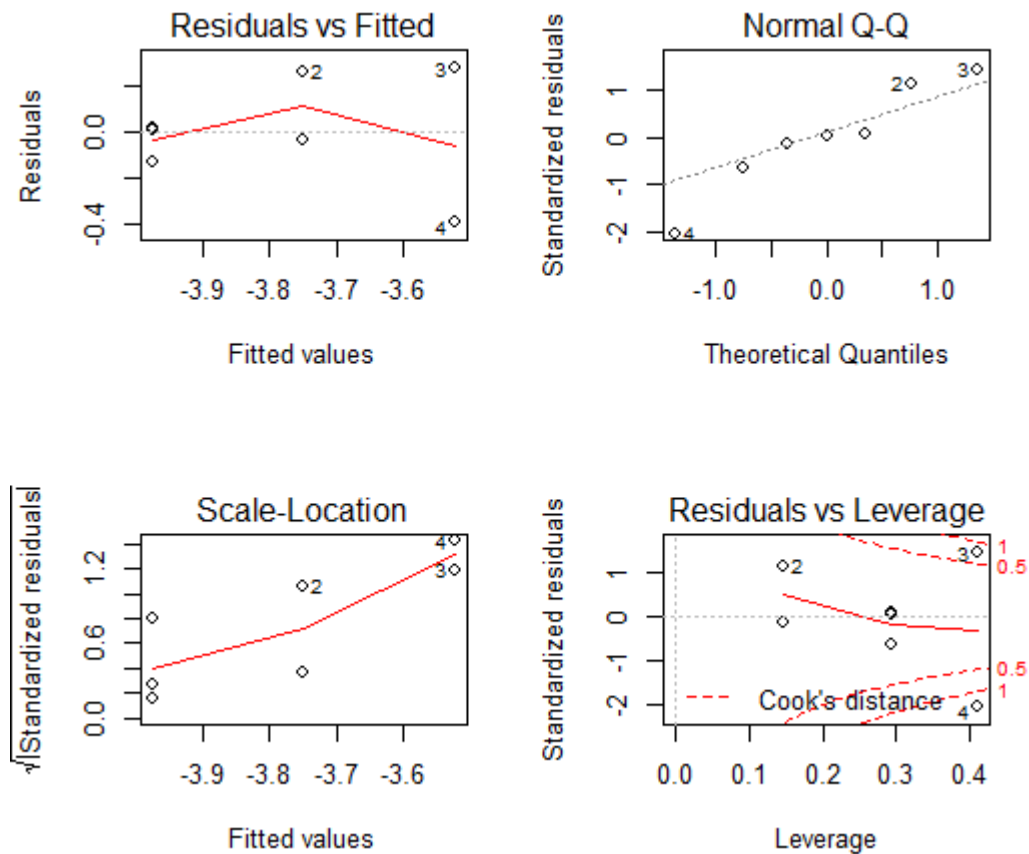 Residuals vs Fitted
Residuals
0.0
-0.4
2
3
4
-3.9 -3.8 -3.7 -3.6
Fitted values
Normal Q-Q
Standardized residuals
1
0
-1
-2
2
3
4
-1.0 0.0 1.0
Theoretical Quantiles
Scale-Location
√|Standardized residuals|
1.2
0.6
0.0
2
4
3
-3.9 -3.8 -3.7 -3.6
Fitted values
Residuals vs Leverage
Standardized residuals
1
0
-1
-2
2
3
4
1
0.5
0.5
1
Cook's distance
0.0 0.1 0.2 0.3 0.4
Leverage